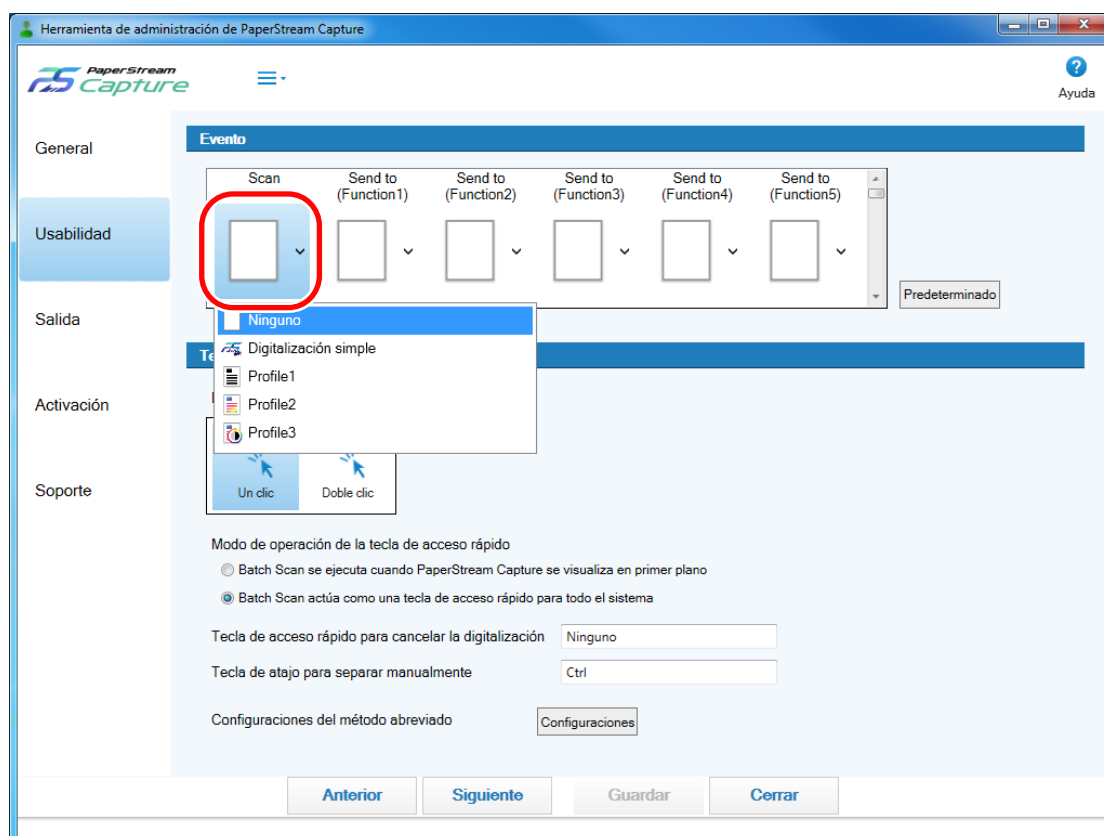 Herramienta de administración de PaperStream Capture
PaperStream
Capture
Ayuda
General
Usabilidad
Salida
Activación
Soporte
Evento
Scan
Send to
(Function1)
Send to
(Function2)
Send to
(Function3)
Send to
(Function4)
Send to
(Function5)
Predeterminado
Ninguno
Digitalización simple
Profile1
Profile2
Profile3
Te
Un clic
Doble clic
Modo de operación de la tecla de acceso rápido
Batch Scan se ejecuta cuando PaperStream Capture se visualiza en primer plano
Batch Scan actúa como una tecla de acceso rápido para todo el sistema
Tecla de acceso rápido para cancelar la digitalización Ninguno
Tecla de atajo para separar manualmente Ctrl
Configuraciones del método abreviado Configuraciones
Anterior Siguiente Guardar Cerrar